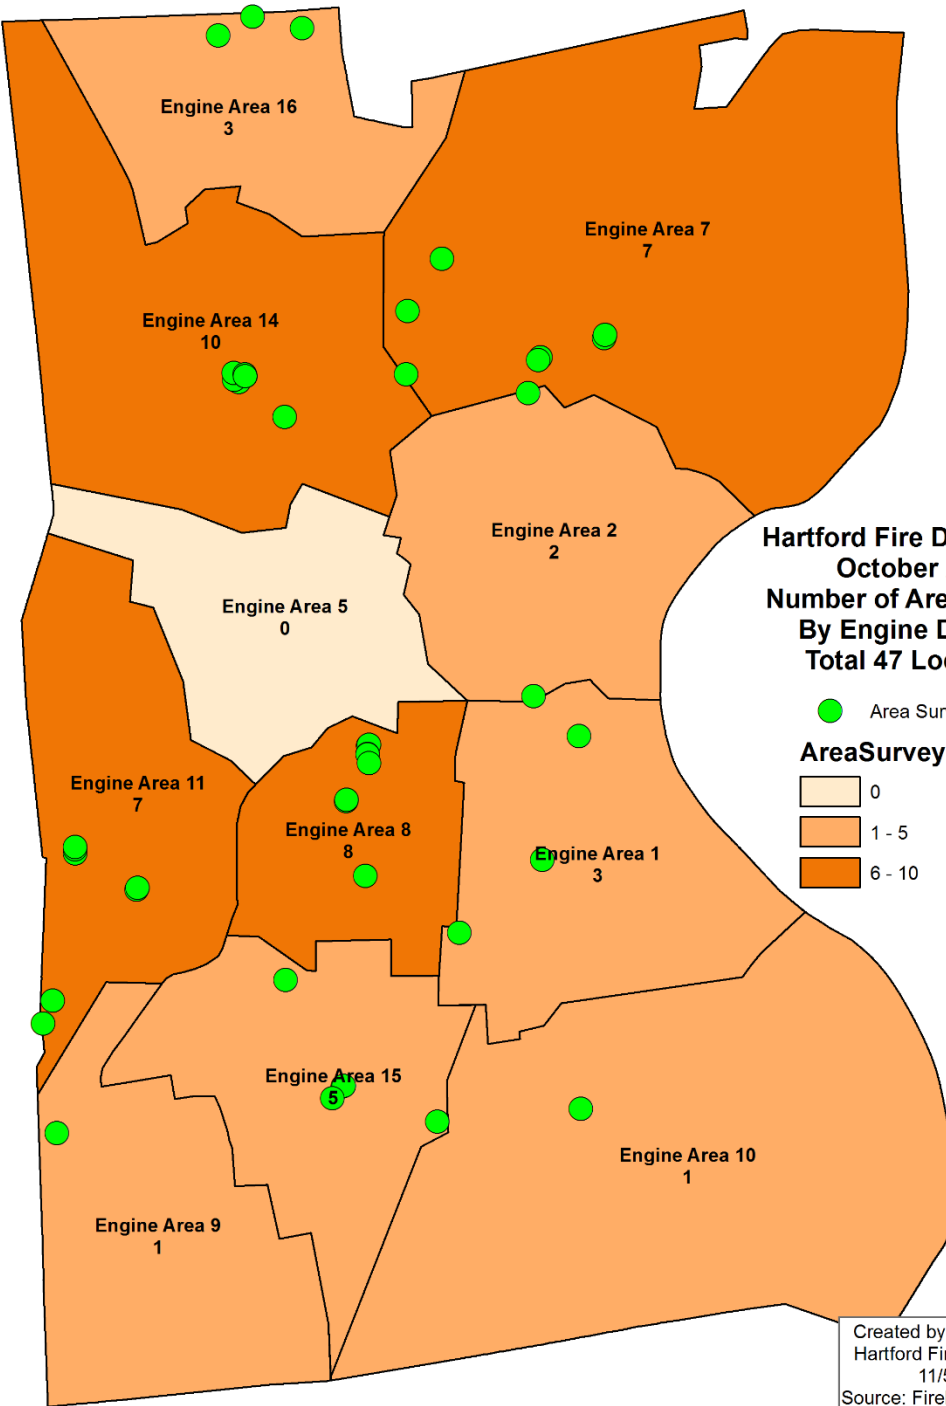 Engine Area 16
3
Engine Area 7
7
Engine Area 14
10
Engine Area 2
2
Hartford Fire D
October
Number of Are
By Engine D
Total 47 Lo
Area Sur
AreaSurvey
0
1 - 5
6 - 10
Engine Area 5
0
Engine Area 11
7
Engine Area 8
8
Engine Area 1
3
Engine Area 15
5
Engine Area 10
1
Engine Area 9
1
Created by
Hartford Fir
11/5
Source: Fire